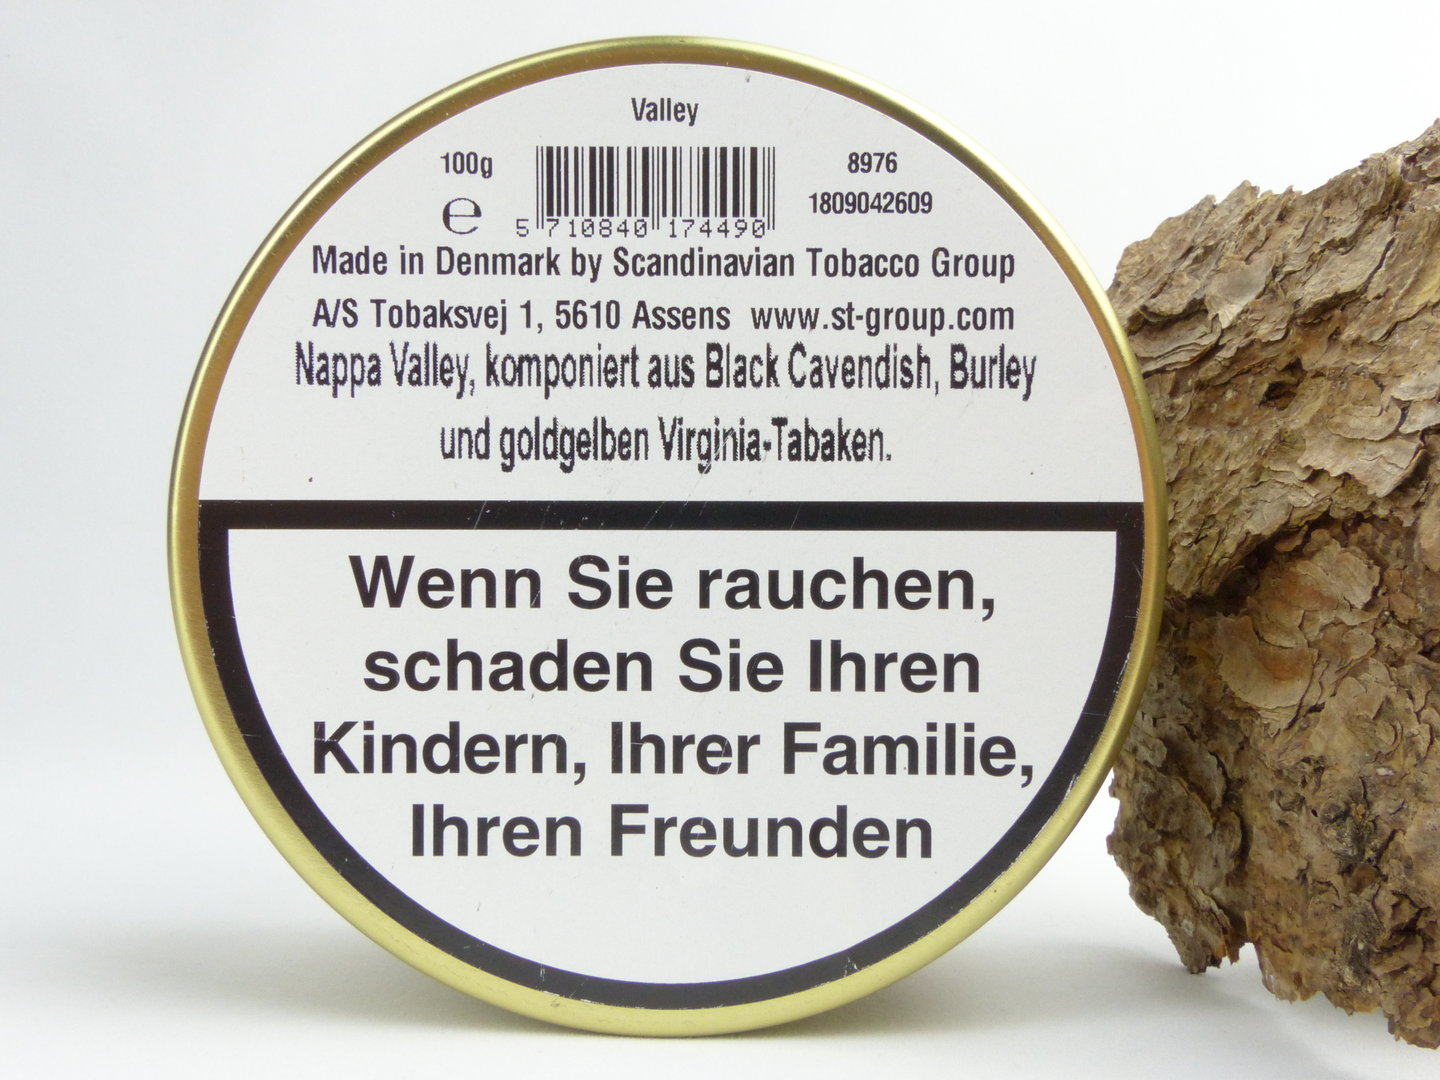 Valley
100g
8976
e
1809042609
5 710840 174490
Made in Denmark by Scandinavian Tobacco Group
A/S Tobaksvej 1, 5610 Assens www.st-group.com
Nappa Valley, komponiert aus Black Cavendish, Burley
und goldgelben Virginia-Tabaken.
Wenn Sie rauchen,
schaden Sie Ihren
Kindern, Ihrer Familie,
Ihren Freunden